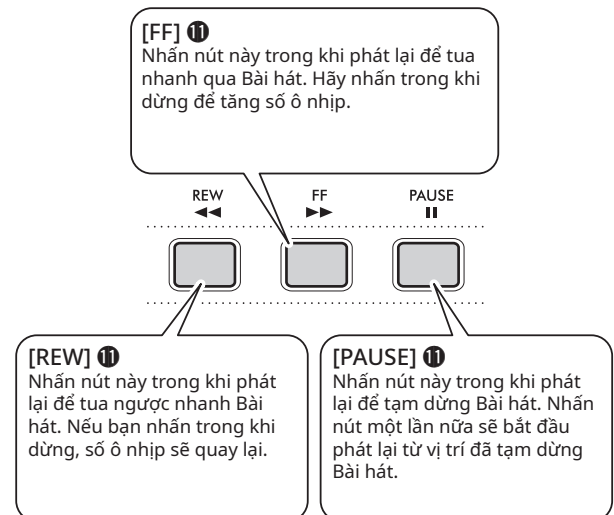 [FF] ⓫
Nhấn nút này trong khi phát lại để tua
nhanh qua Bài hát. Hãy nhấn trong khi
dừng để tăng số ô nhịp.
REW
FF
PAUSE
[REW] ⓫
Nhấn nút này trong khi phát
lại để tua ngược nhanh Bài
hát. Nếu bạn nhấn trong khi
dừng, số ô nhịp sẽ quay lại.
[PAUSE] ⓫
Nhấn nút này trong khi phát
lại để tạm dừng Bài hát. Nhấn
nút một lần nữa sẽ bắt đầu
phát lại từ vị trí đã tạm dừng
Bài hát.